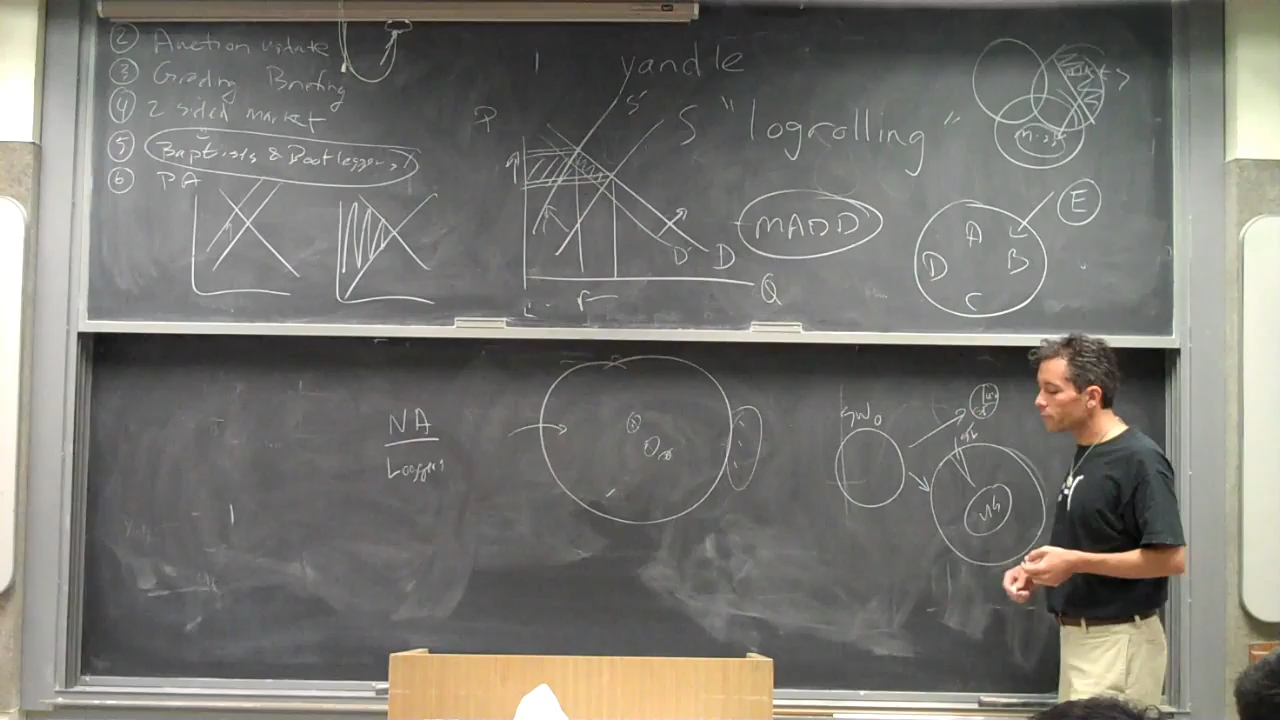 ② Auction update
③ Grading Briefing
④ 2 sided market
⑤ Baptists & Bootleggers
⑥ PA
yandle
"logrolling"
P
S'
S
D'
D
Q
MADD
E
A
D B
C
NA
Loggers